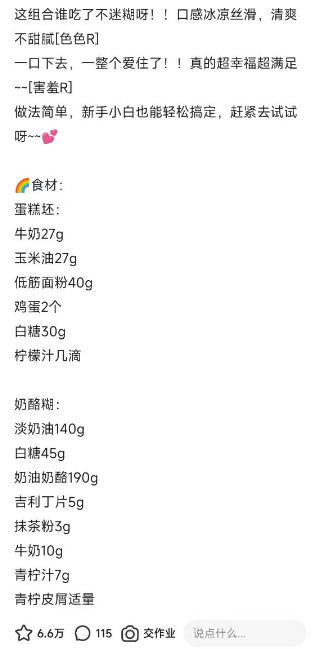 这组合谁吃了不迷糊呀！！口感冰凉丝滑，清爽
不甜腻[色色R]
一口下去，一整个爱住了！！真的超幸福超满足
~~[害羞R]
做法简单，新手小白也能轻松搞定，赶紧去试试
呀~~💕
🌈食材：
蛋糕坯：
牛奶27g
玉米油27g
低筋面粉40g
鸡蛋2个
白糖30g
柠檬汁几滴
奶酪糊：
淡奶油140g
白糖45g
奶油奶酪190g
吉利丁片5g
抹茶粉3g
牛奶10g
青柠汁7g
青柠皮屑适量
6.6万 115 交作业 说点什么...